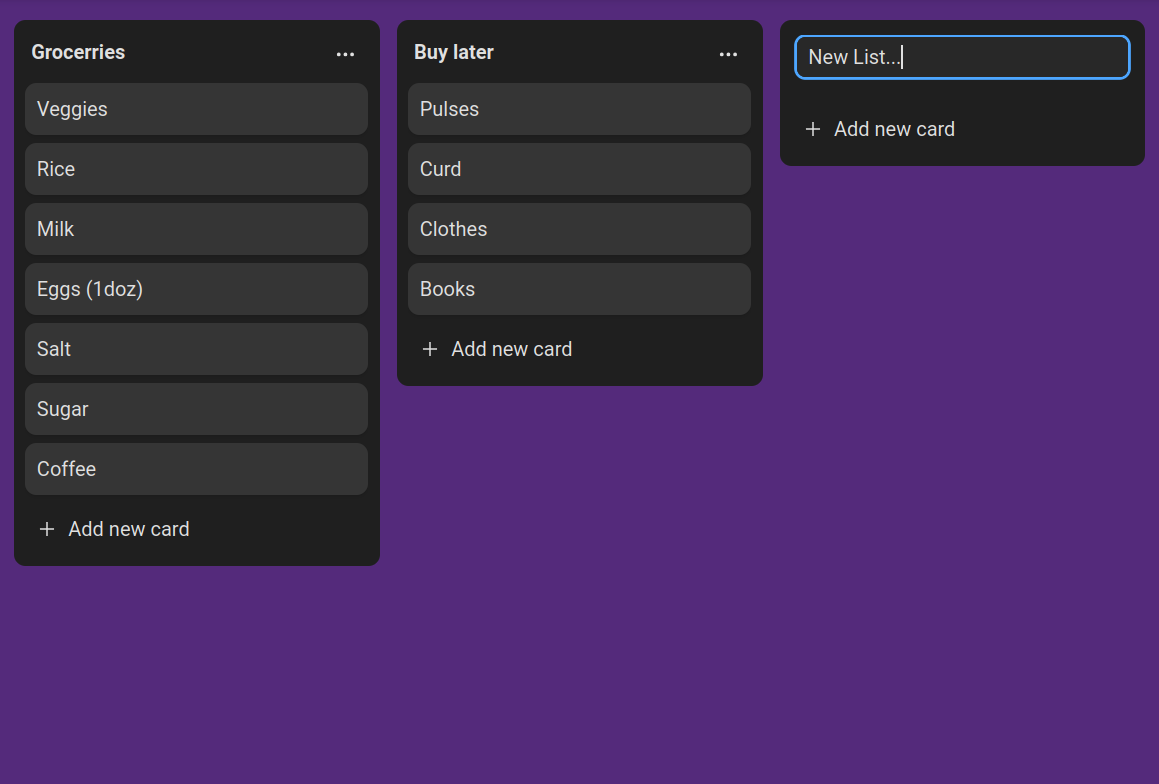 Grocerries
Veggies
Rice
Milk
Eggs (1doz)
Salt
Sugar
Coffee
Add new card
Buy later
Pulses
Curd
Clothes
Books
Add new card
New List...
Add new card